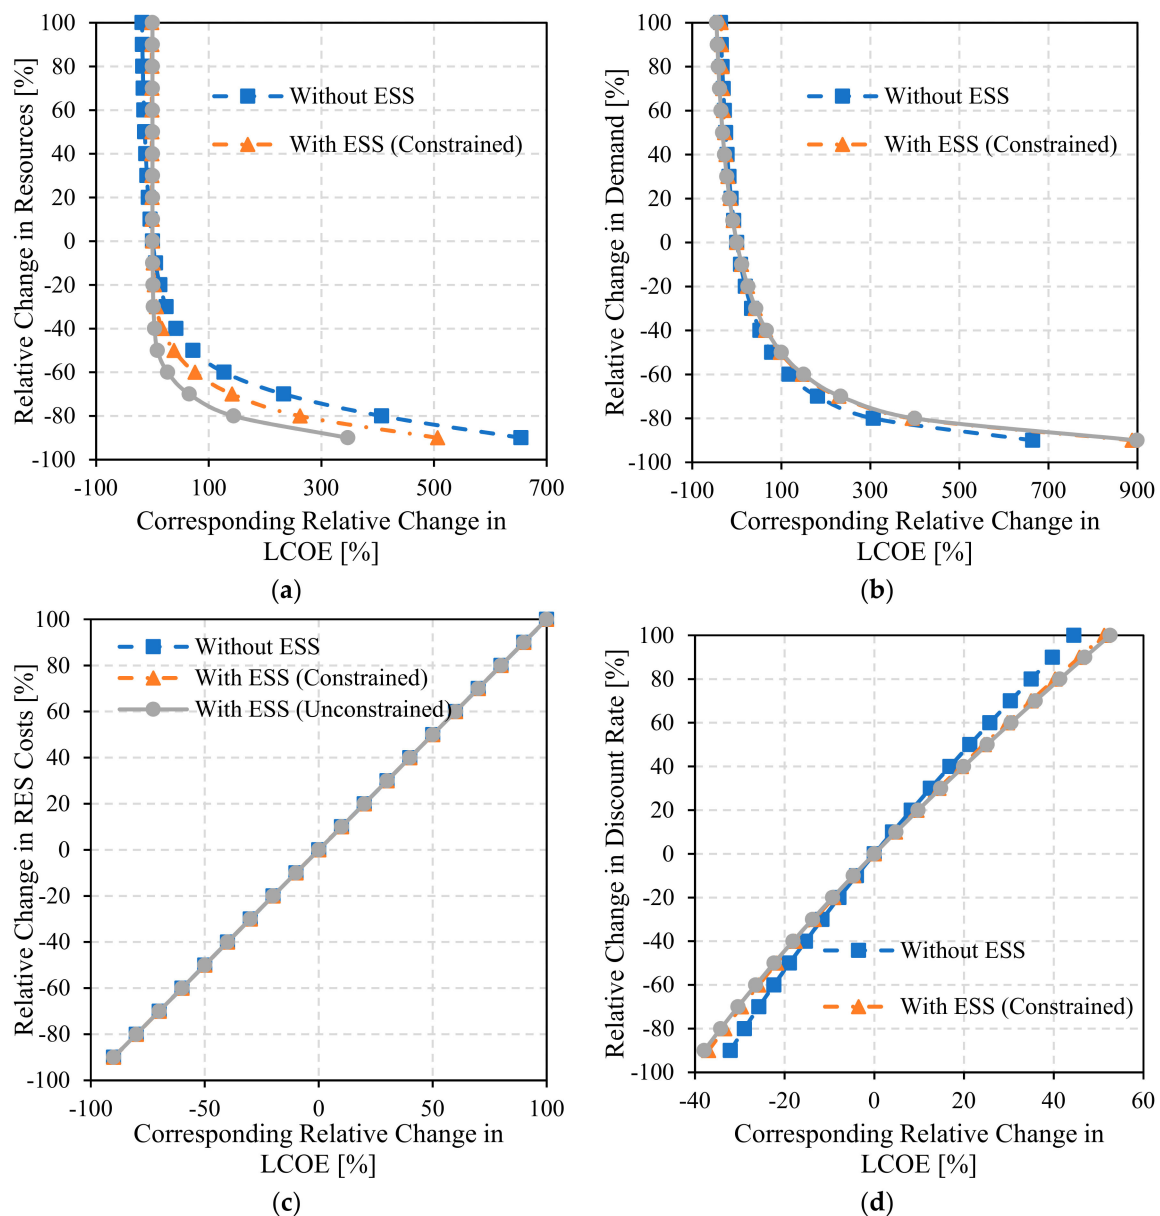 Relative Change in Resources [%]
100
80
60
40
20
0
-20
-40
-60
-80
-100
Without ESS
With ESS (Constrained)
-100
100
300
500
700
Corresponding Relative Change in
LCOE [%]
(a)
Relative Change in Demand [%]
100
80
60
40
20
0
-20
-40
-60
-80
-100
Without ESS
With ESS (Constrained)
-100
100
300
500
700
900
Corresponding Relative Change in
LCOE [%]
(b)
Relative Change in RES Costs [%]
100
80
60
40
20
0
-20
-40
-60
-80
-100
Without ESS
With ESS (Constrained)
With ESS (Unconstrained)
-100
-50
0
50
100
Corresponding Relative Change in
LCOE [%]
(c)
Relative Change in Discount Rate [%]
100
80
60
40
20
0
-20
-40
-60
-80
-100
Without ESS
With ESS (Constrained)
-40
-20
0
20
40
60
Corresponding Relative Change in
LCOE [%]
(d)